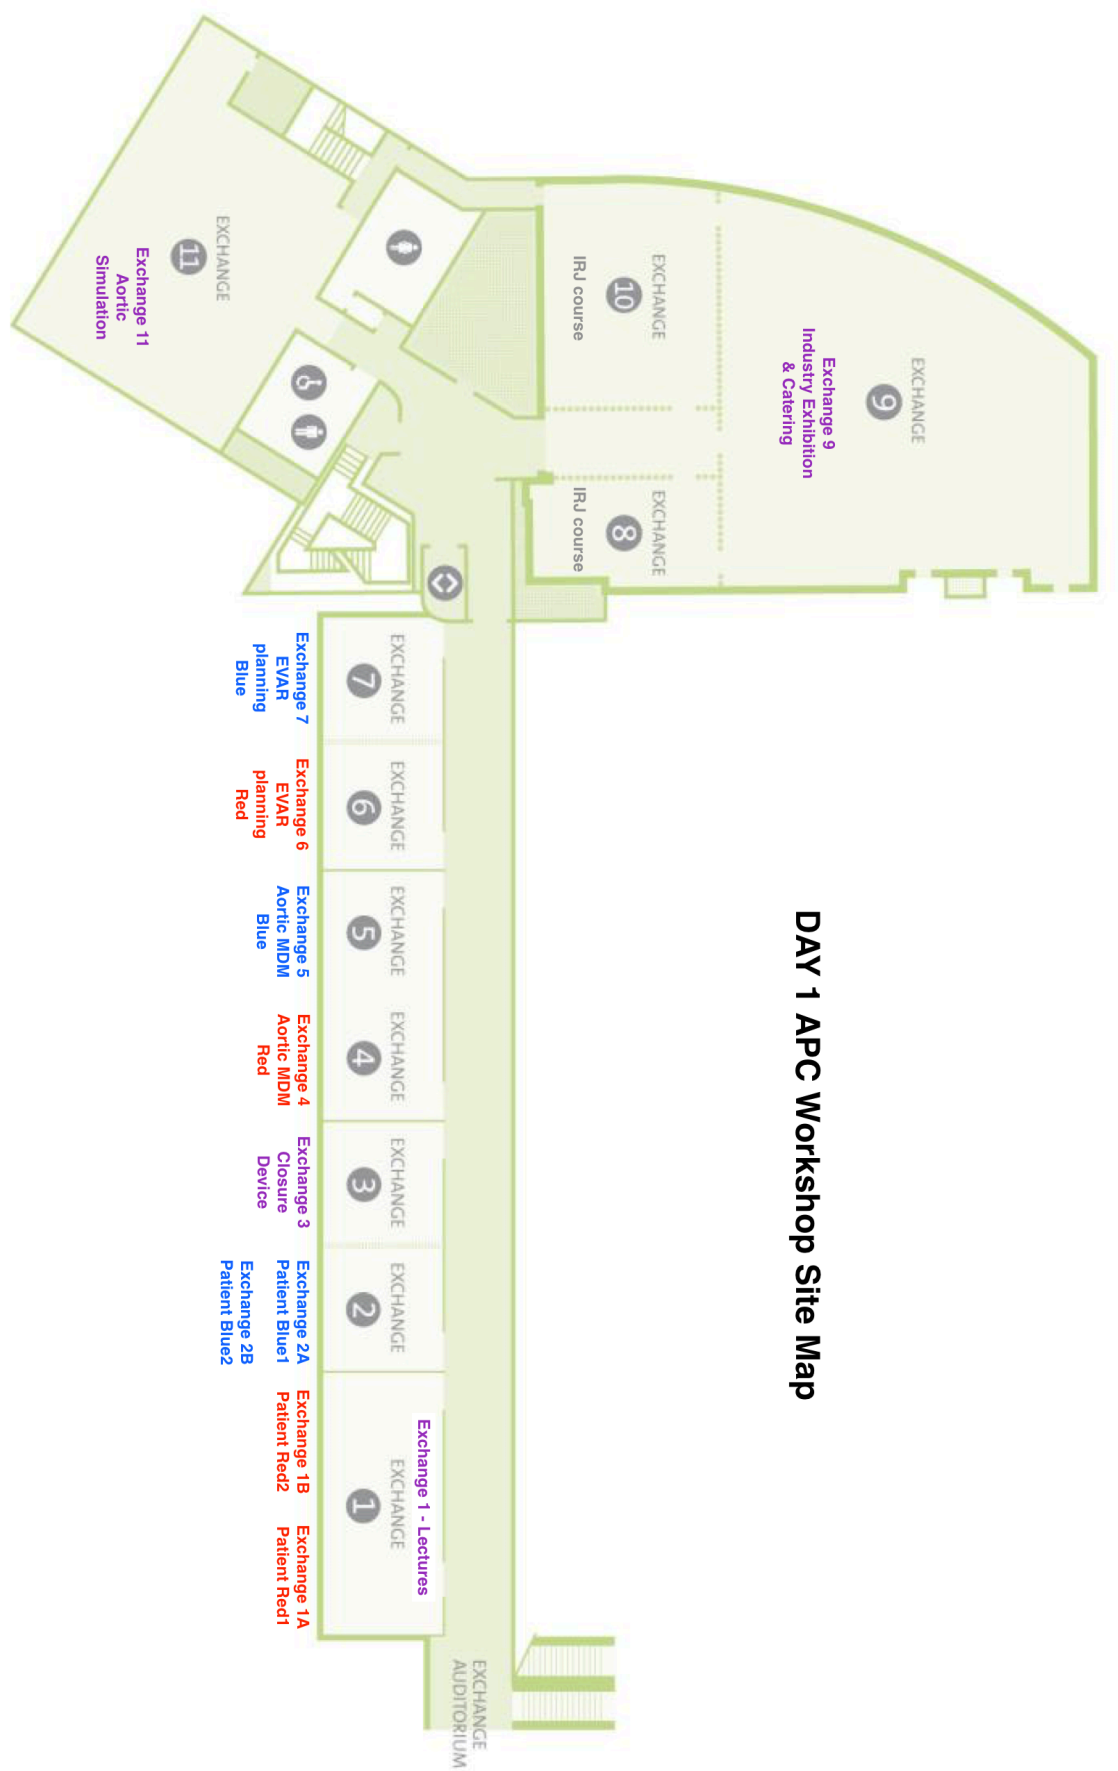 DAY 1 APC Workshop Site Map
EXCHANGE
9
Exchange 9
Industry Exhibition
& Catering
EXCHANGE
10
IRJ course
EXCHANGE
8
IRJ course
EXCHANGE
11
Exchange 11
Aortic
Simulation
EXCHANGE
7
Exchange 7
EVAR
planning
Blue
EXCHANGE
6
Exchange 6
EVAR
planning
Red
EXCHANGE
5
Exchange 5
Aortic MDM
Blue
EXCHANGE
4
Exchange 4
Aortic MDM
Red
EXCHANGE
3
Exchange 3
Closure
Device
EXCHANGE
2
Exchange 2A
Patient Blue1
Exchange 2B
Patient Blue2
Exchange 1 - Lectures
EXCHANGE
1
Exchange 1B
Patient Red2
Exchange 1A
Patient Red1
EXCHANGE
AUDITORIUM